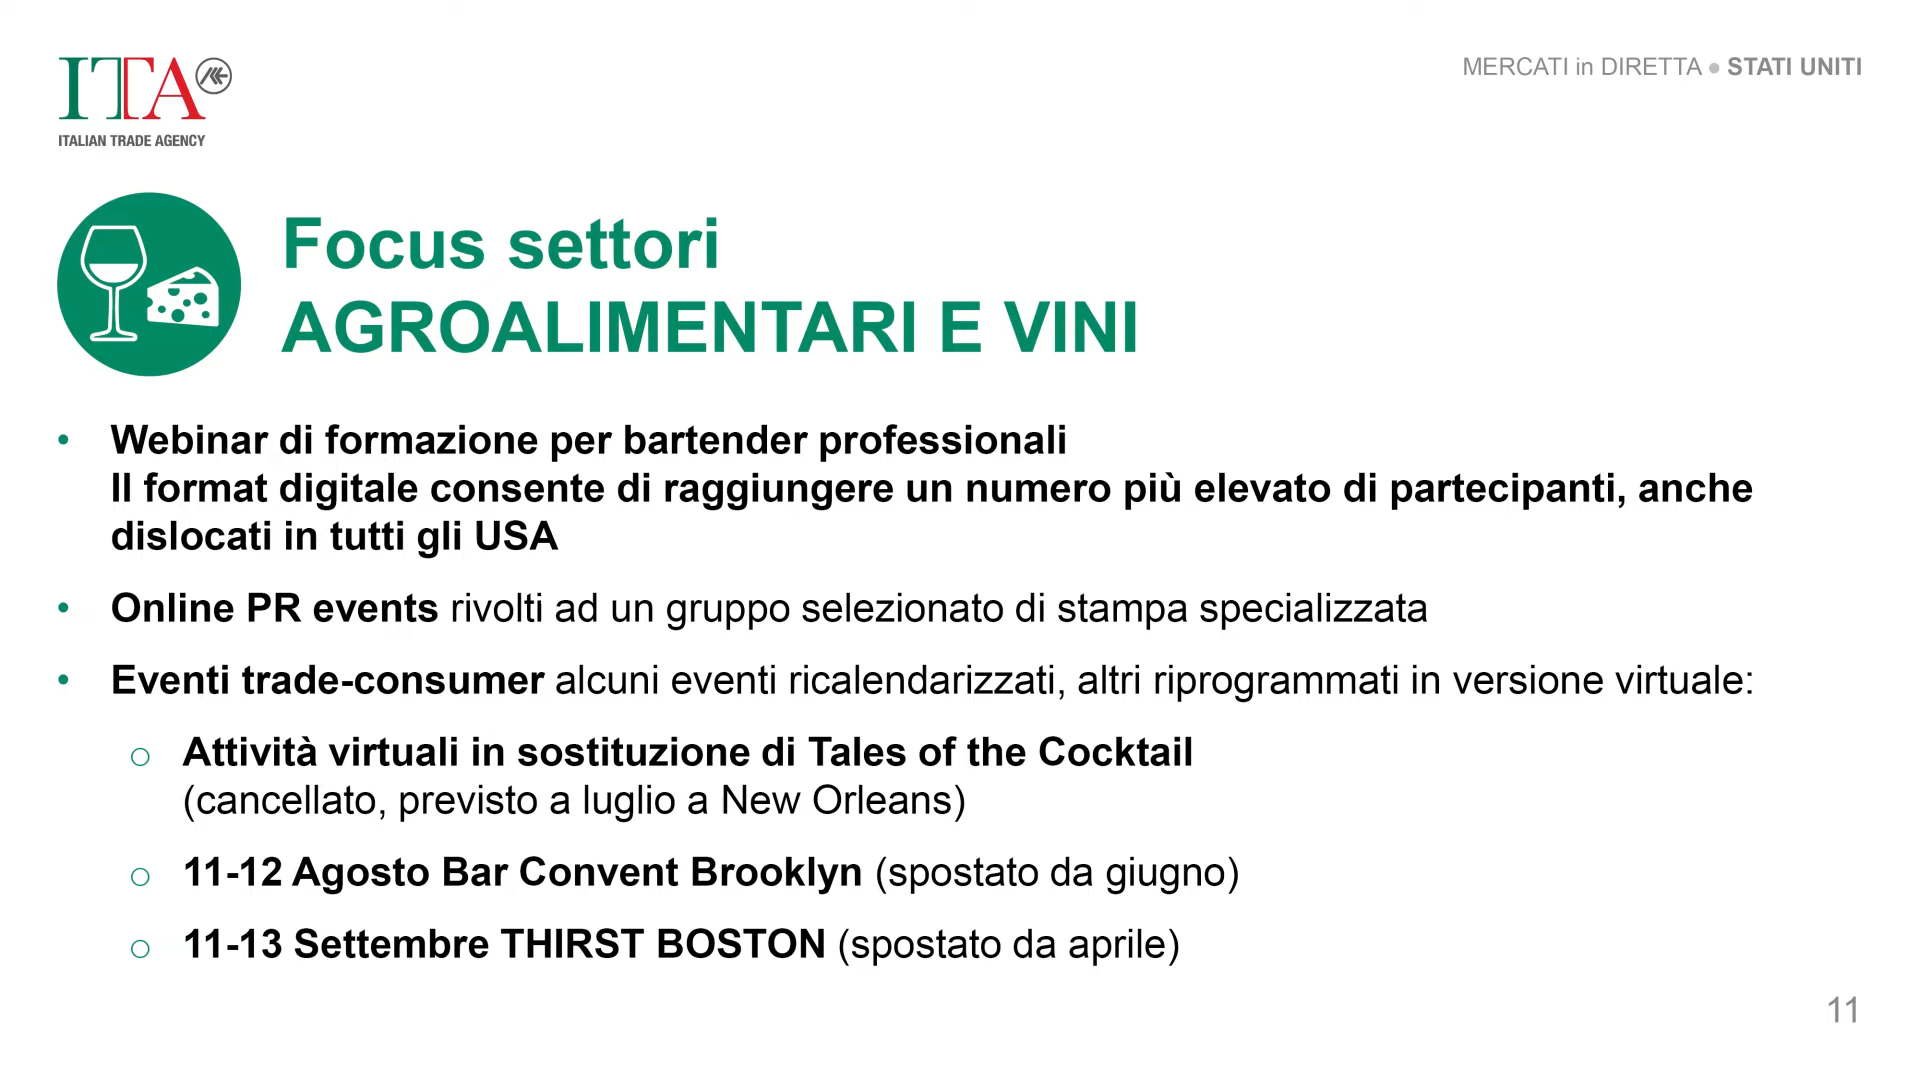 ITA
ITALIAN TRADE AGENCY
MERCATI in DIRETTA ● STATI UNITI
Focus settori
AGROALIMENTARI E VINI
• Webinar di formazione per bartender professionali
Il format digitale consente di raggiungere un numero più elevato di partecipanti, anche
dislocati in tutti gli USA
• Online PR events rivolti ad un gruppo selezionato di stampa specializzata
• Eventi trade-consumer alcuni eventi ricalendarizzati, altri riprogrammati in versione virtuale:
o Attività virtuali in sostituzione di Tales of the Cocktail
(cancellato, previsto a luglio a New Orleans)
o 11-12 Agosto Bar Convent Brooklyn (spostato da giugno)
o 11-13 Settembre THIRST BOSTON (spostato da aprile)
11